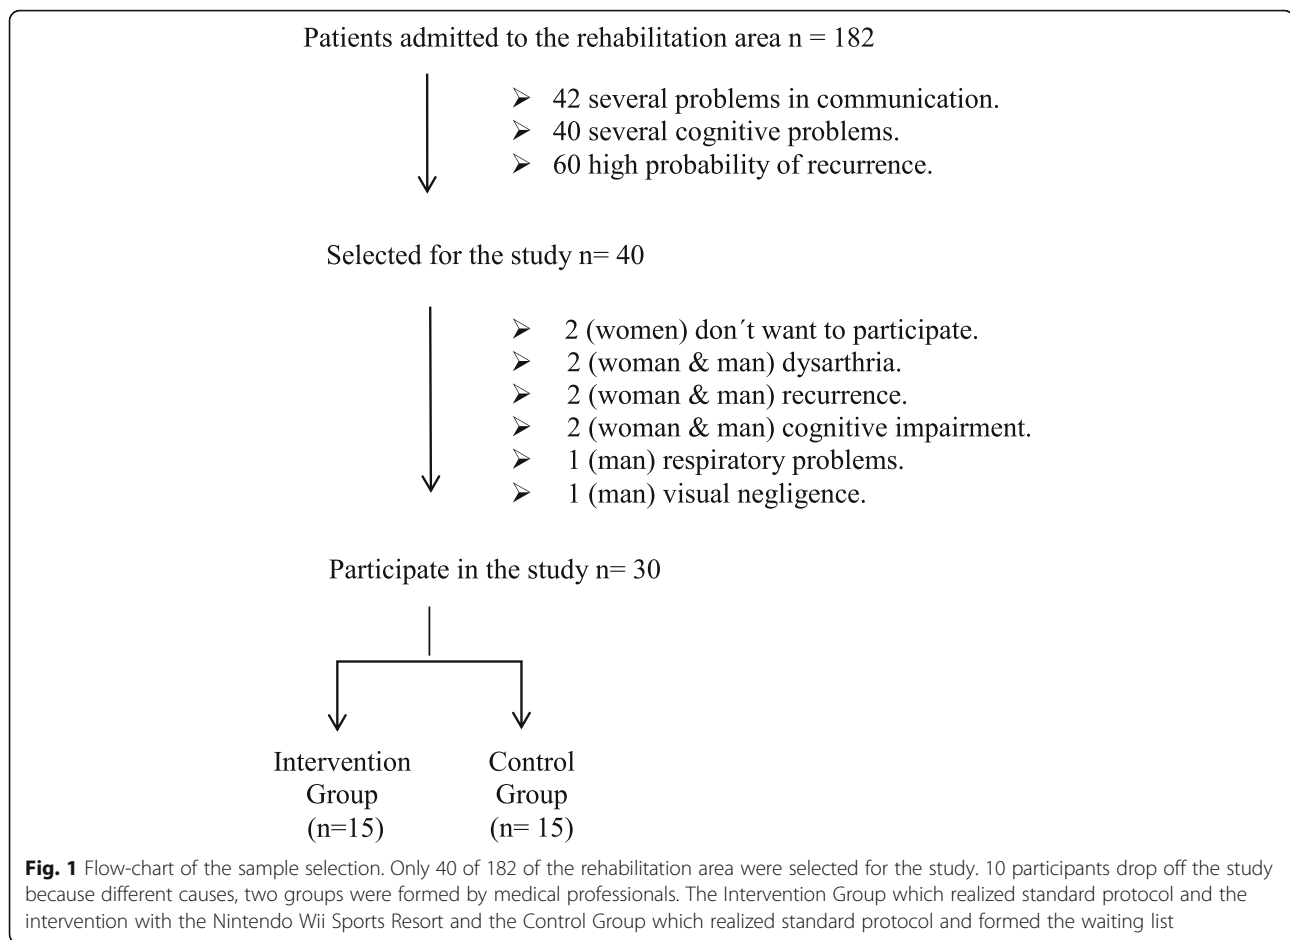 Patients admitted to the rehabilitation area n = 182
➢ 42 several problems in communication.
➢ 40 several cognitive problems.
➢ 60 high probability of recurrence.
Selected for the study n= 40
➢ 2 (women) don´t want to participate.
➢ 2 (woman & man) dysarthria.
➢ 2 (woman & man) recurrence.
➢ 2 (woman & man) cognitive impairment.
➢ 1 (man) respiratory problems.
➢ 1 (man) visual negligence.
Participate in the study n= 30
Intervention
Group
(n=15)
Control
Group
(n= 15)
Fig. 1 Flow-chart of the sample selection. Only 40 of 182 of the rehabilitation area were selected for the study. 10 participants drop off the study
because different causes, two groups were formed by medical professionals. The Intervention Group which realized standard protocol and the
intervention with the Nintendo Wii Sports Resort and the Control Group which realized standard protocol and formed the waiting list